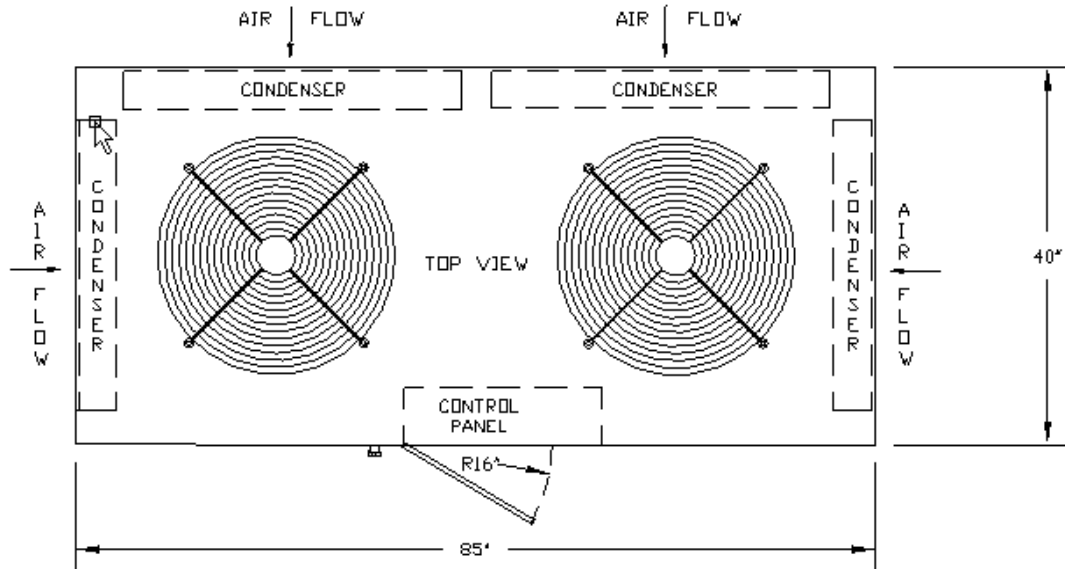 AIR FLOW
AIR FLOW
CONDENSER
CONDENSER
CONDENSER
CONDENSER
AIR FLOW
AIR FLOW
TOP VIEW
40"
CONTROL
PANEL
R16"
85"